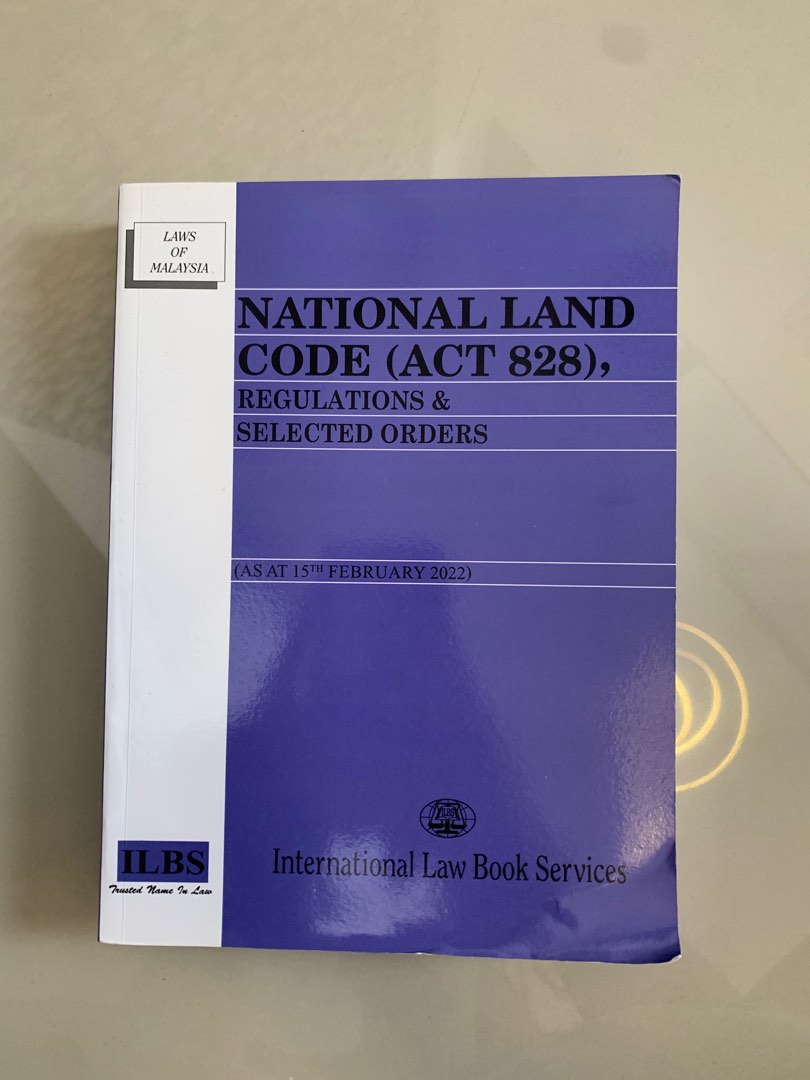 LAWS
OF
MALAYSIA
NATIONAL LAND
CODE (ACT 828),
REGULATIONS &
SELECTED ORDERS
(AS AT 15TH FEBRUARY 2022)
ILBS
International Law Book Services
ILBS
Trusted Name In Law